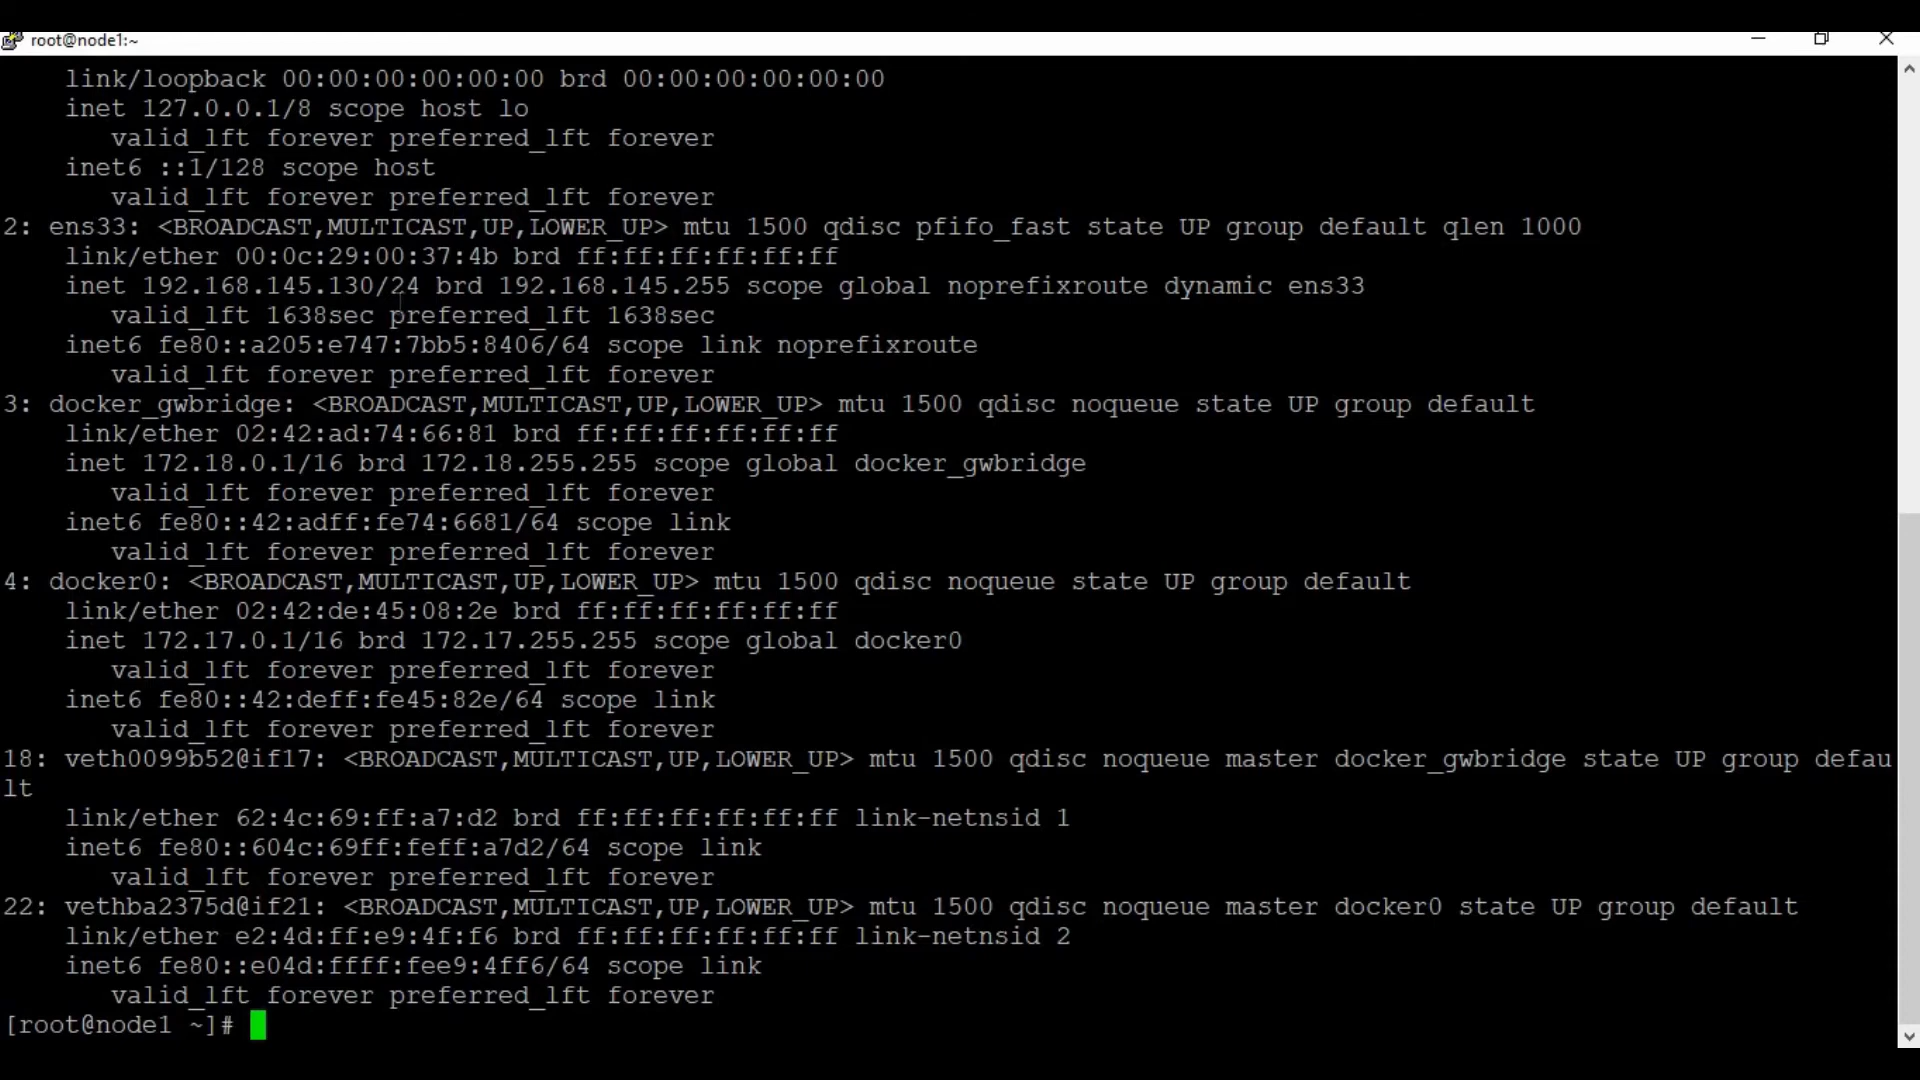 root@node1:~
link/loopback 00:00:00:00:00:00 brd 00:00:00:00:00:00
inet 127.0.0.1/8 scope host lo
valid_lft forever preferred_lft forever
inet6 ::1/128 scope host
valid_lft forever preferred_lft forever
2: ens33: <BROADCAST,MULTICAST,UP,LOWER_UP> mtu 1500 qdisc pfifo_fast state UP group default qlen 1000
link/ether 00:0c:29:00:37:4b brd ff:ff:ff:ff:ff:ff
inet 192.168.145.130/24 brd 192.168.145.255 scope global noprefixroute dynamic ens33
valid_lft 1638sec preferred_lft 1638sec
inet6 fe80::a205:e747:7bb5:8406/64 scope link noprefixroute
valid_lft forever preferred_lft forever
3: docker_gwbridge: <BROADCAST,MULTICAST,UP,LOWER_UP> mtu 1500 qdisc noqueue state UP group default
link/ether 02:42:ad:74:66:81 brd ff:ff:ff:ff:ff:ff
inet 172.18.0.1/16 brd 172.18.255.255 scope global docker_gwbridge
valid_lft forever preferred_lft forever
inet6 fe80::42:adff:fe74:6681/64 scope link
valid_lft forever preferred_lft forever
4: docker0: <BROADCAST,MULTICAST,UP,LOWER_UP> mtu 1500 qdisc noqueue state UP group default
link/ether 02:42:de:45:08:2e brd ff:ff:ff:ff:ff:ff
inet 172.17.0.1/16 brd 172.17.255.255 scope global docker0
valid_lft forever preferred_lft forever
inet6 fe80::42:deff:fe45:82e/64 scope link
valid_lft forever preferred_lft forever
18: veth0099b52@if17: <BROADCAST,MULTICAST,UP,LOWER_UP> mtu 1500 qdisc noqueue master docker_gwbridge state UP group defau
lt
link/ether 62:4c:69:ff:a7:d2 brd ff:ff:ff:ff:ff:ff link-netnsid 1
inet6 fe80::604c:69ff:feff:a7d2/64 scope link
valid_lft forever preferred_lft forever
22: vethba2375d@if21: <BROADCAST,MULTICAST,UP,LOWER_UP> mtu 1500 qdisc noqueue master docker0 state UP group default
link/ether e2:4d:ff:e9:4f:f6 brd ff:ff:ff:ff:ff:ff link-netnsid 2
inet6 fe80::e04d:ffff:fee9:4ff6/64 scope link
valid_lft forever preferred_lft forever
[root@node1 ~]#